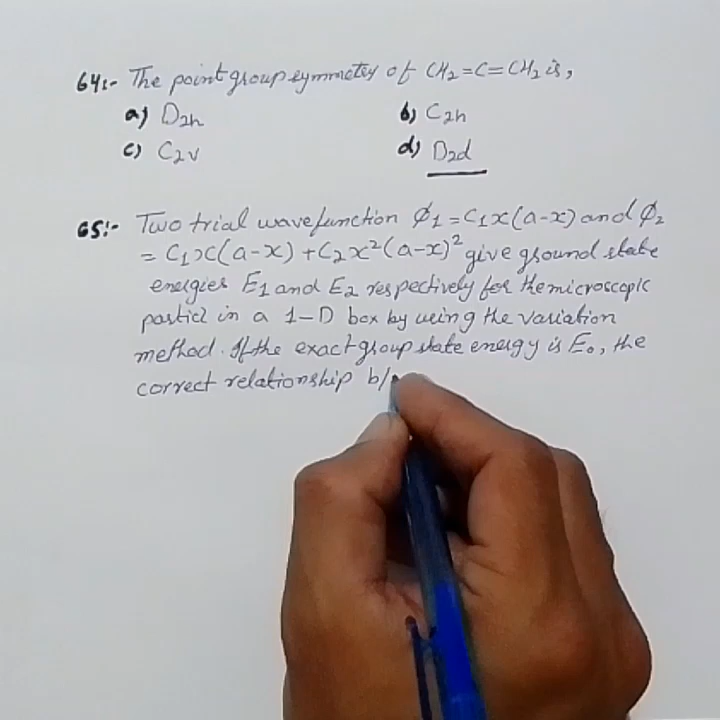 64:- The point group symmetry of CH2=C=CH2 is,
a) D2h b) C2h
c) C2v d) D2d
65:- Two trial wavefunction ϕ1 = C1x(a-x) and ϕ2
= C1x(a-x) + C2x²(a-x)² give ground state
energies E1 and E2 respectively for the microscopic
particl in a 1-D box by using the variation
method. If the exact group state energy is E0, the
correct relationship b/